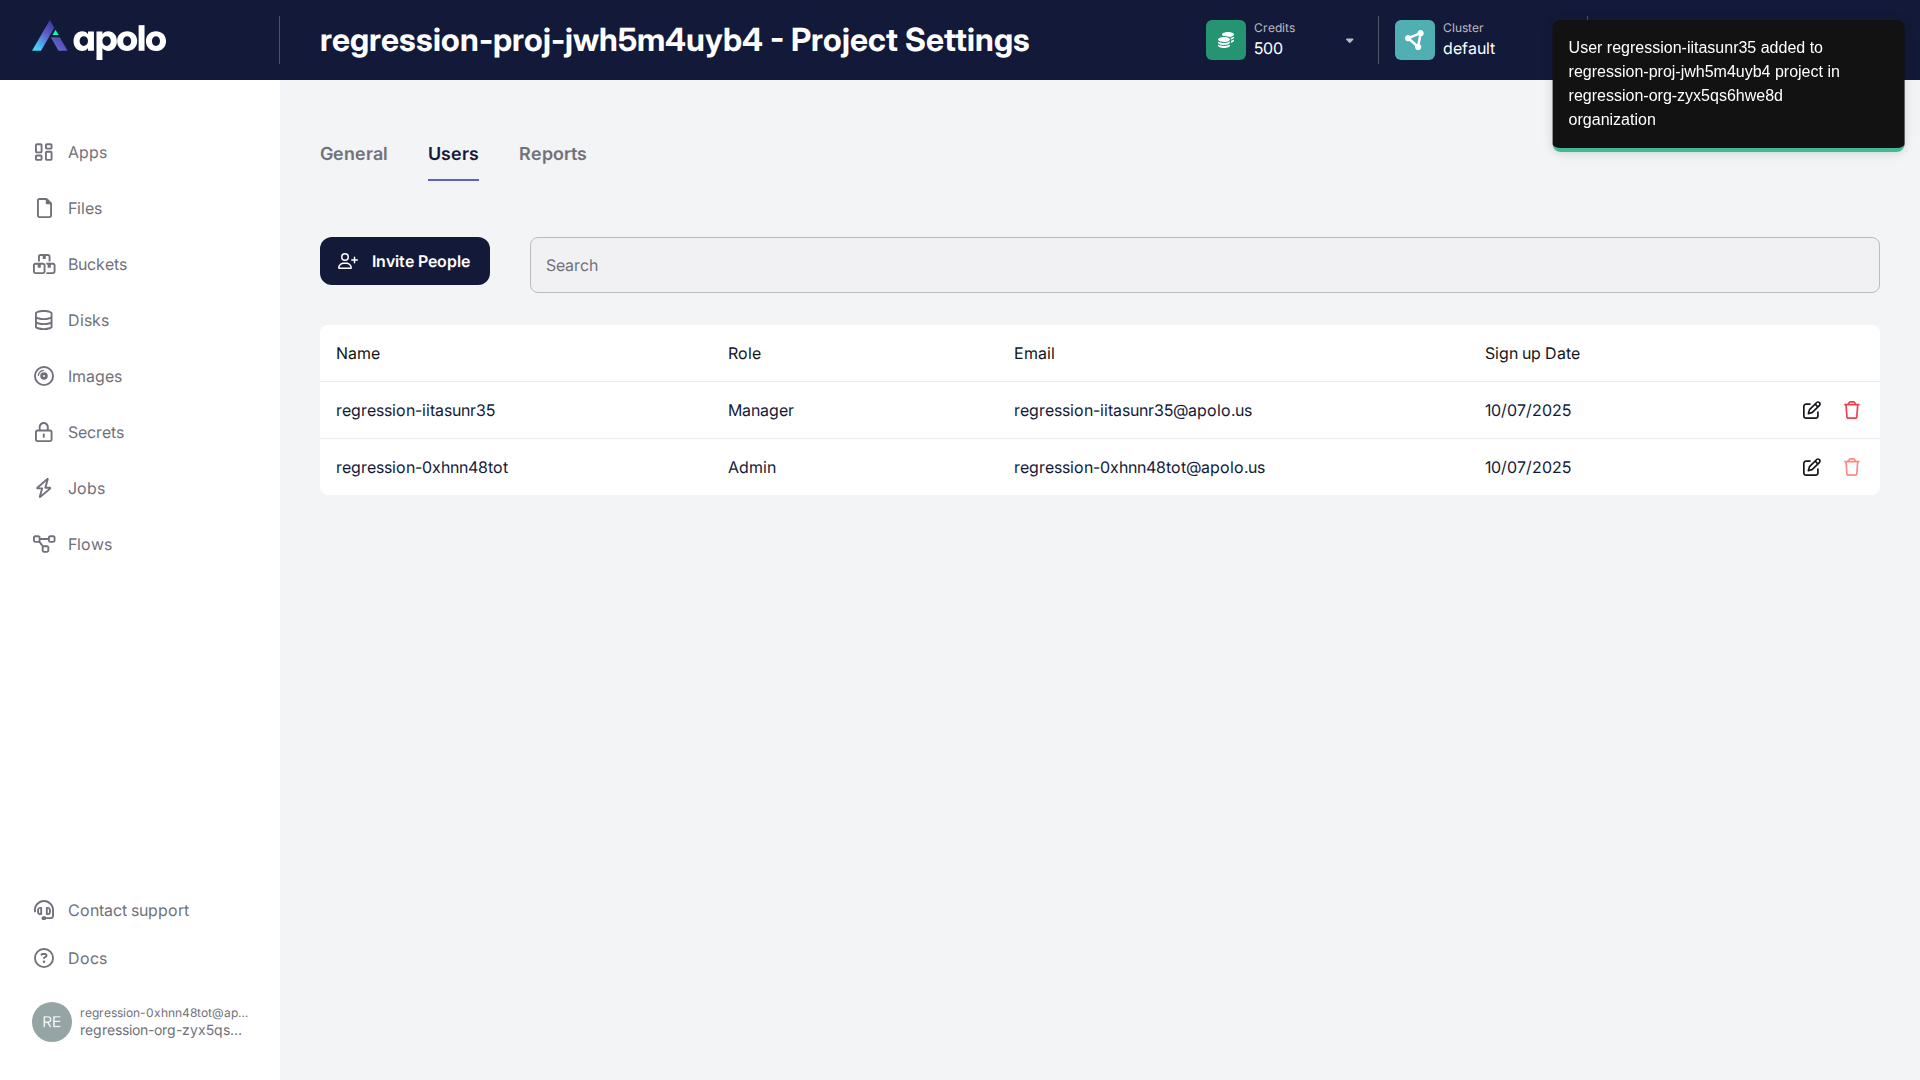 apolo
regression-proj-jwh5m4uyb4 - Project Settings
Credits
500
Cluster
default
User regression-iitasunr35 added to
regression-proj-jwh5m4uyb4 project in
regression-org-zyx5qs6hwe8d
organization
Apps
Files
Buckets
Disks
Images
Secrets
Jobs
Flows
Contact support
Docs
RE
regression-0xhnn48tot@ap...
regression-org-zyx5qs...
General Users Reports
Invite People
Search
Name Role Email Sign up Date
regression-iitasunr35 Manager regression-iitasunr35@apolo.us 10/07/2025
regression-0xhnn48tot Admin regression-0xhnn48tot@apolo.us 10/07/2025